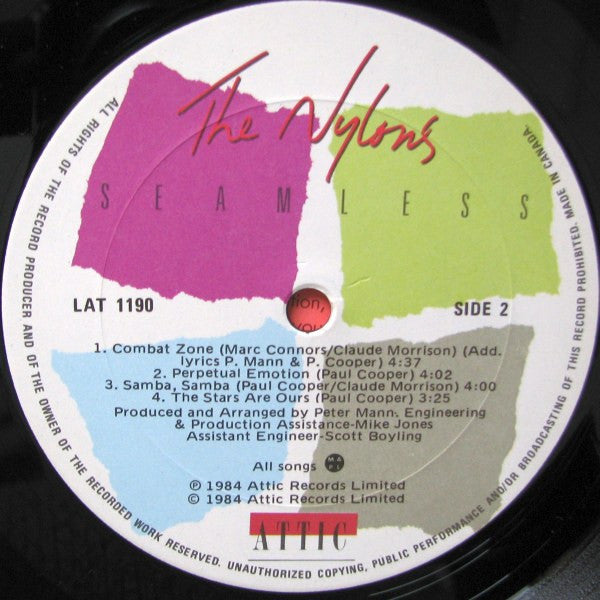 The Nylons
SEAMLESS
LAT 1190
SIDE 2
tion,
you
1. Combat Zone (Marc Connors/Claude Morrison) (Add.
lyrics P. Mann & P. Cooper) 4:37
2. Perpetual Emotion (Paul Cooper) 4:02
3. Samba, Samba (Paul Cooper/Claude Morrison) 4:00
4. The Stars Are Ours (Paul Cooper) 3:25
Produced and Arranged by Peter Mann. Engineering
& Production Assistance-Mike Jones
Assistant Engineer-Scott Boyling
All songs
℗ 1984 Attic Records Limited
© 1984 Attic Records Limited
ATTIC
ALL RIGHTS OF THE RECORD PRODUCER AND OF THE OWNER OF THE RECORDED WORK RESERVED. UNAUTHORIZED COPYING, PUBLIC PERFORMANCE AND/OR BROADCASTING OF THIS RECORD PROHIBITED. MADE IN CANADA.